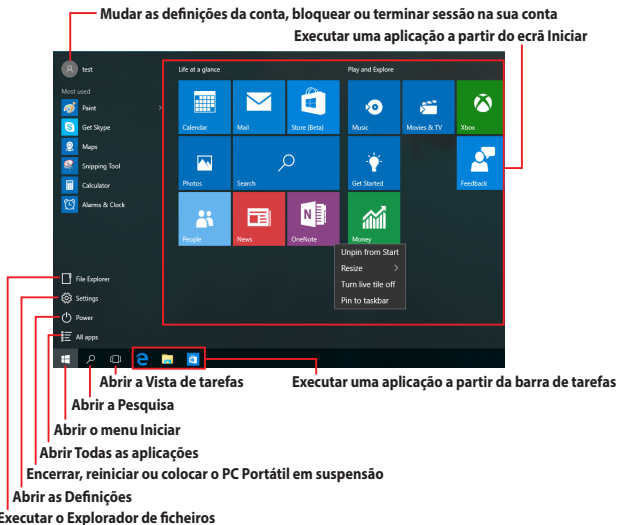 Mudar as definições da conta, bloquear ou terminar sessão na sua conta
Executar uma aplicação a partir do ecrã Iniciar
test
Life at a glance
Play and Explore
Most used
Paint
Get Skype
Maps
Snipping Tool
Calculator
Alarms & Clock
Calendar
Mail
Store (Beta)
Music
Movies & TV
Xbox
Photos
Search
Get Started
Feedback
People
News
OneNote
Money
Unpin from Start
Resize
Turn live tile off
Pin to taskbar
File Explorer
Settings
Power
All apps
Abrir a Vista de tarefas
Executar uma aplicação a partir da barra de tarefas
Abrir a Pesquisa
Abrir o menu Iniciar
Abrir Todas as aplicações
Encerrar, reiniciar ou colocar o PC Portátil em suspensão
Abrir as Definições
Executar o Explorador de ficheiros